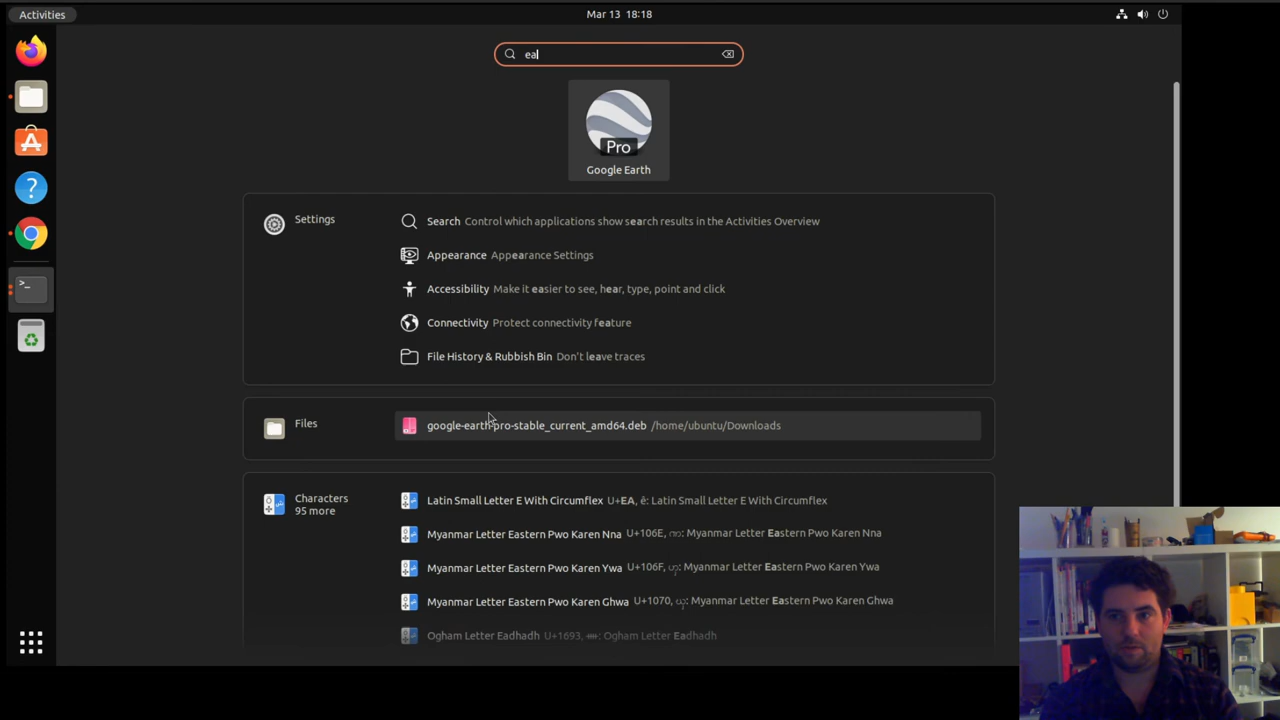 Activities
Mar 13 18:18
ea
Pro
Google Earth
Settings
Search Control which applications show search results in the Activities Overview
Appearance Appearance Settings
Accessibility Make it easier to see, hear, type, point and click
Connectivity Protect connectivity feature
File History & Rubbish Bin Don't leave traces
Files
google-earth-pro-stable_current_amd64.deb /home/ubuntu/Downloads
Characters
95 more
Latin Small Letter E With Circumflex U+EA, ê: Latin Small Letter E With Circumflex
Myanmar Letter Eastern Pwo Karen Nna U+106E, ၮ: Myanmar Letter Eastern Pwo Karen Nna
Myanmar Letter Eastern Pwo Karen Ywa U+106F, ၯ: Myanmar Letter Eastern Pwo Karen Ywa
Myanmar Letter Eastern Pwo Karen Ghwa U+1070, ၰ: Myanmar Letter Eastern Pwo Karen Ghwa
Ogham Letter Eadhadh U+1693, ᚓ: Ogham Letter Eadhadh